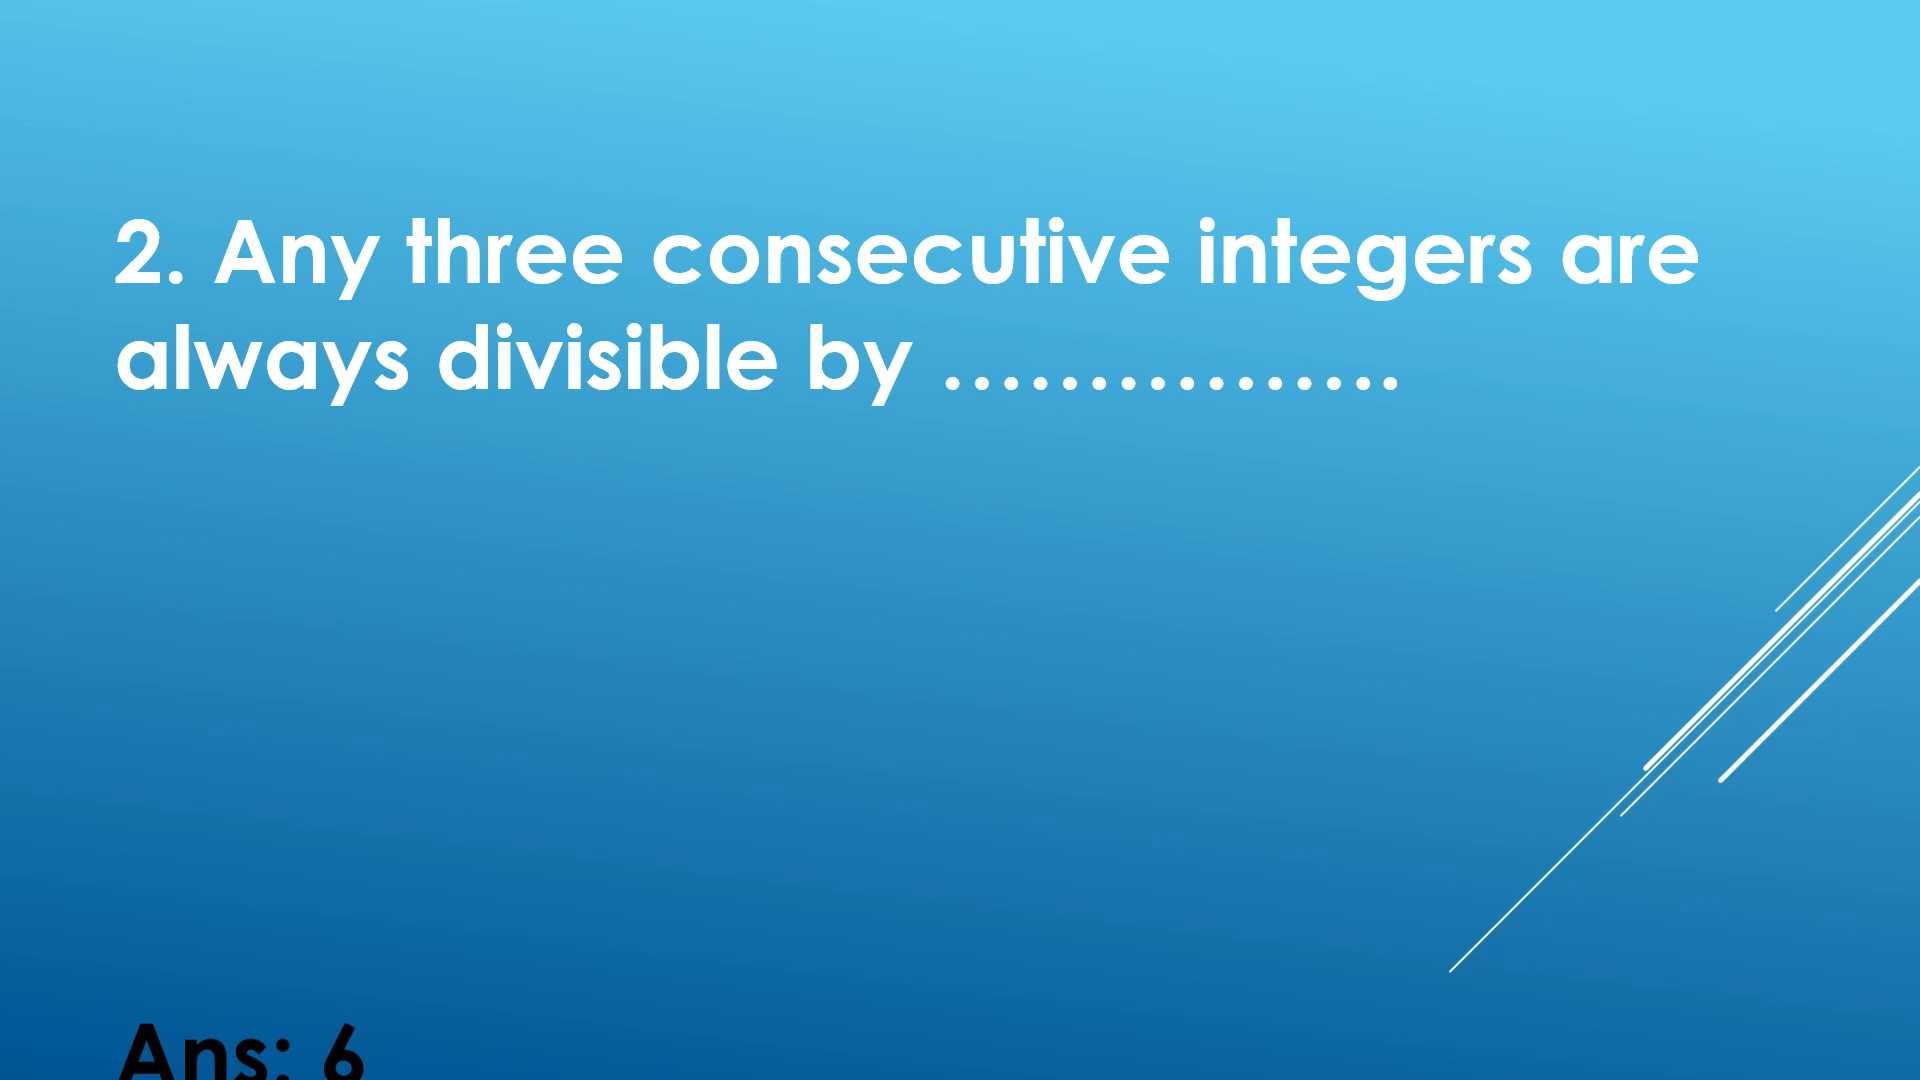 2. Any three consecutive integers are
always divisible by ................
Ans: 6